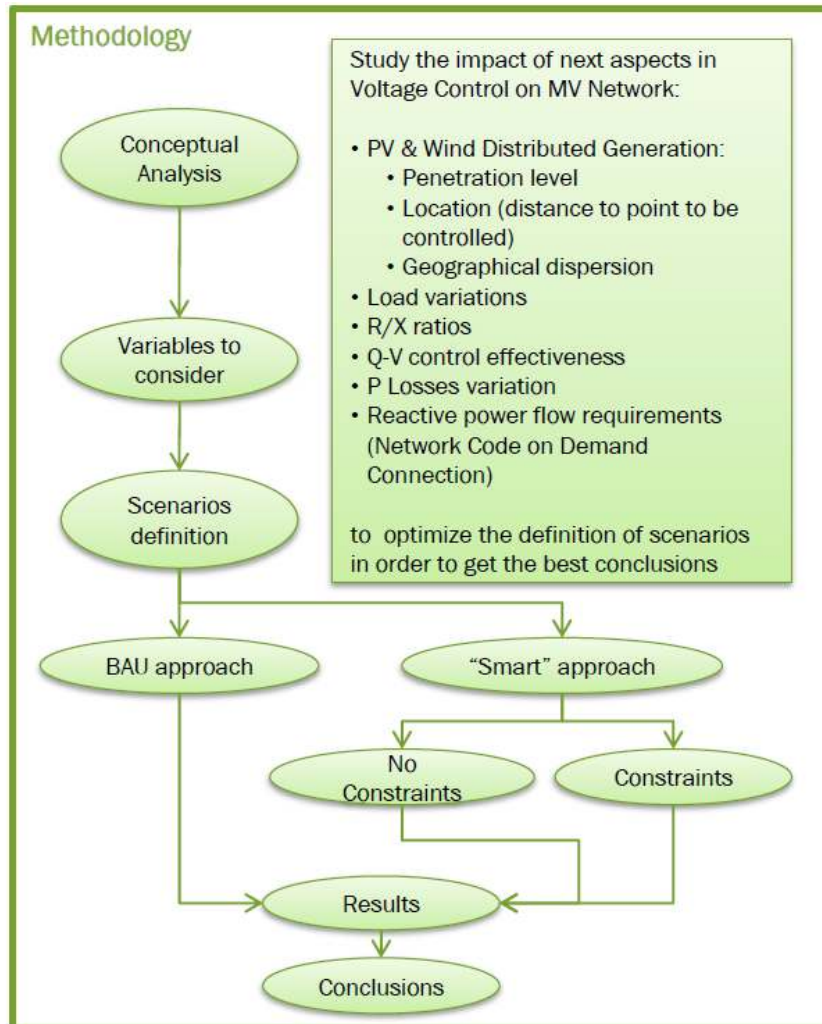 Methodology
Study the impact of next aspects in
Voltage Control on MV Network:
• PV & Wind Distributed Generation:
• Penetration level
• Location (distance to point to be
controlled)
• Geographical dispersion
• Load variations
• R/X ratios
• Q-V control effectiveness
• P Losses variation
• Reactive power flow requirements
(Network Code on Demand
Connection)
to optimize the definition of scenarios
in order to get the best conclusions
Conceptual
Analysis
Variables to
consider
Scenarios
definition
BAU approach
“Smart” approach
No
Constraints
Constraints
Results
Conclusions